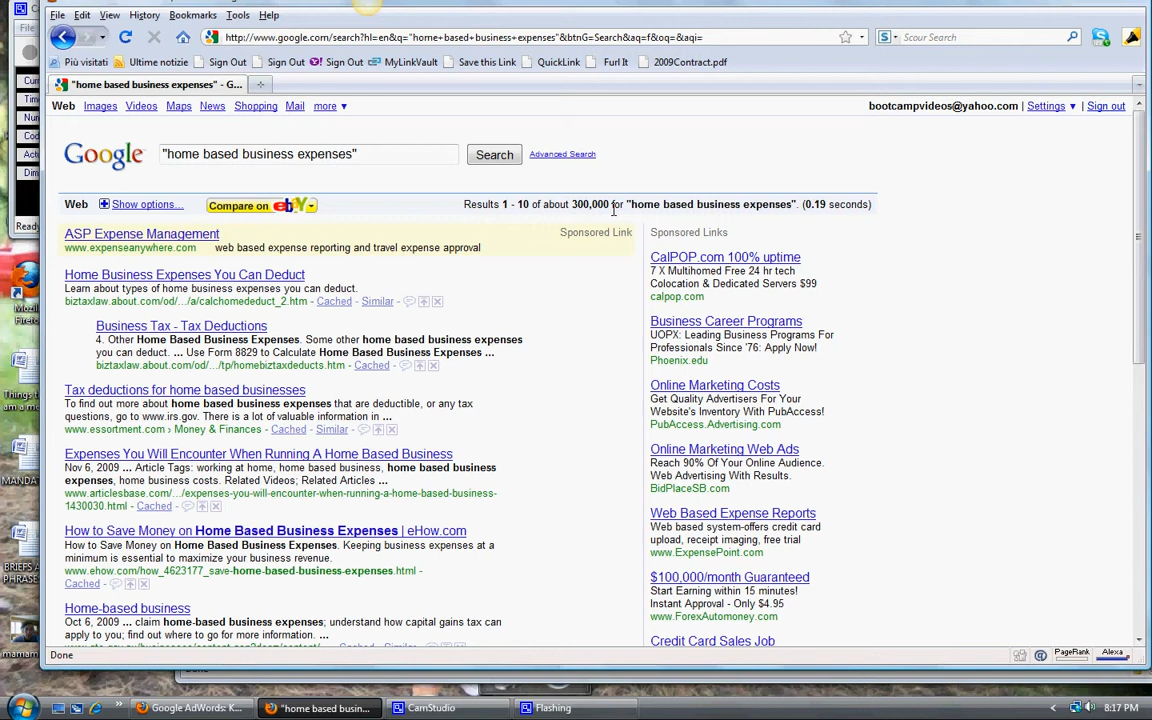 File Edit View History Bookmarks Tools Help
http://www.google.com/search?hl=en&q="home+based+business+expenses"&btnG=Search&aq=f&oq=&aqi=
Scour Search
Più visitati Ultime notizie Sign Out Sign Out Sign Out MyLinkVault Save this Link QuickLink Furl It 2009Contract.pdf
"home based business expenses" - G...
Web Images Videos Maps News Shopping Mail more ▼
bootcampvideos@yahoo.com | Settings ▼ | Sign out
Google
"home based business expenses"
Search
Advanced Search
Web Show options...
Compare on eBY
Results 1 - 10 of about 300,000 for "home based business expenses". (0.19 seconds)
ASP Expense Management
Sponsored Link
www.expenseanywhere.com web based expense reporting and travel expense approval
Home Business Expenses You Can Deduct
Learn about types of home business expenses you can deduct.
biztaxlaw.about.com/od/.../a/calchomededuct_2.htm - Cached - Similar -
Business Tax - Tax Deductions
4. Other Home Based Business Expenses. Some other home based business expenses
you can deduct. ... Use Form 8829 to Calculate Home Based Business Expenses ...
biztaxlaw.about.com/od/.../tp/homebiztaxdeducts.htm - Cached -
Tax deductions for home based businesses
To find out more about home based business expenses that are deductible, or any tax
questions, go to www.irs.gov. There is a lot of valuable information in ...
www.essortment.com › Money & Finances - Cached - Similar -
Expenses You Will Encounter When Running A Home Based Business
Nov 6, 2009 ... Article Tags: working at home, home based business, home based business
expenses, home business costs. Related Videos; Related Articles ...
www.articlesbase.com/.../expenses-you-will-encounter-when-running-a-home-based-business-
1430030.html - Cached -
How to Save Money on Home Based Business Expenses | eHow.com
How to Save Money on Home Based Business Expenses. Keeping business expenses at a
minimum is essential to maximize your business revenue.
www.ehow.com/how_4623177_save-home-based-business-expenses.html -
Cached -
Home-based business
Oct 6, 2009 ... claim home-based business expenses; understand how capital gains tax can
apply to you; find out where to go for more information. ...
Sponsored Links
CalPOP.com 100% uptime
7 X Multihomed Free 24 hr tech
Colocation & Dedicated Servers $99
calpop.com
Business Career Programs
UOPX: Leading Business Programs For
Professionals Since '76: Apply Now!
Phoenix.edu
Online Marketing Costs
Get Quality Advertisers For Your
Website's Inventory With PubAccess!
PubAccess.Advertising.com
Online Marketing Web Ads
Reach 90% Of Your Online Audience.
Web Advertising With Results.
BidPlaceSB.com
Web Based Expense Reports
Web based system-offers credit card
upload, receipt imaging, free trial
www.ExpensePoint.com
$100,000/month Guaranteed
Start Earning within 15 minutes!
Instant Approval - Only $4.95
www.ForexAutomoney.com
Credit Card Sales Job
Done
PageRank
Alexa
Google AdWords: K...
"home based busin...
CamStudio
Flashing
8:17 PM